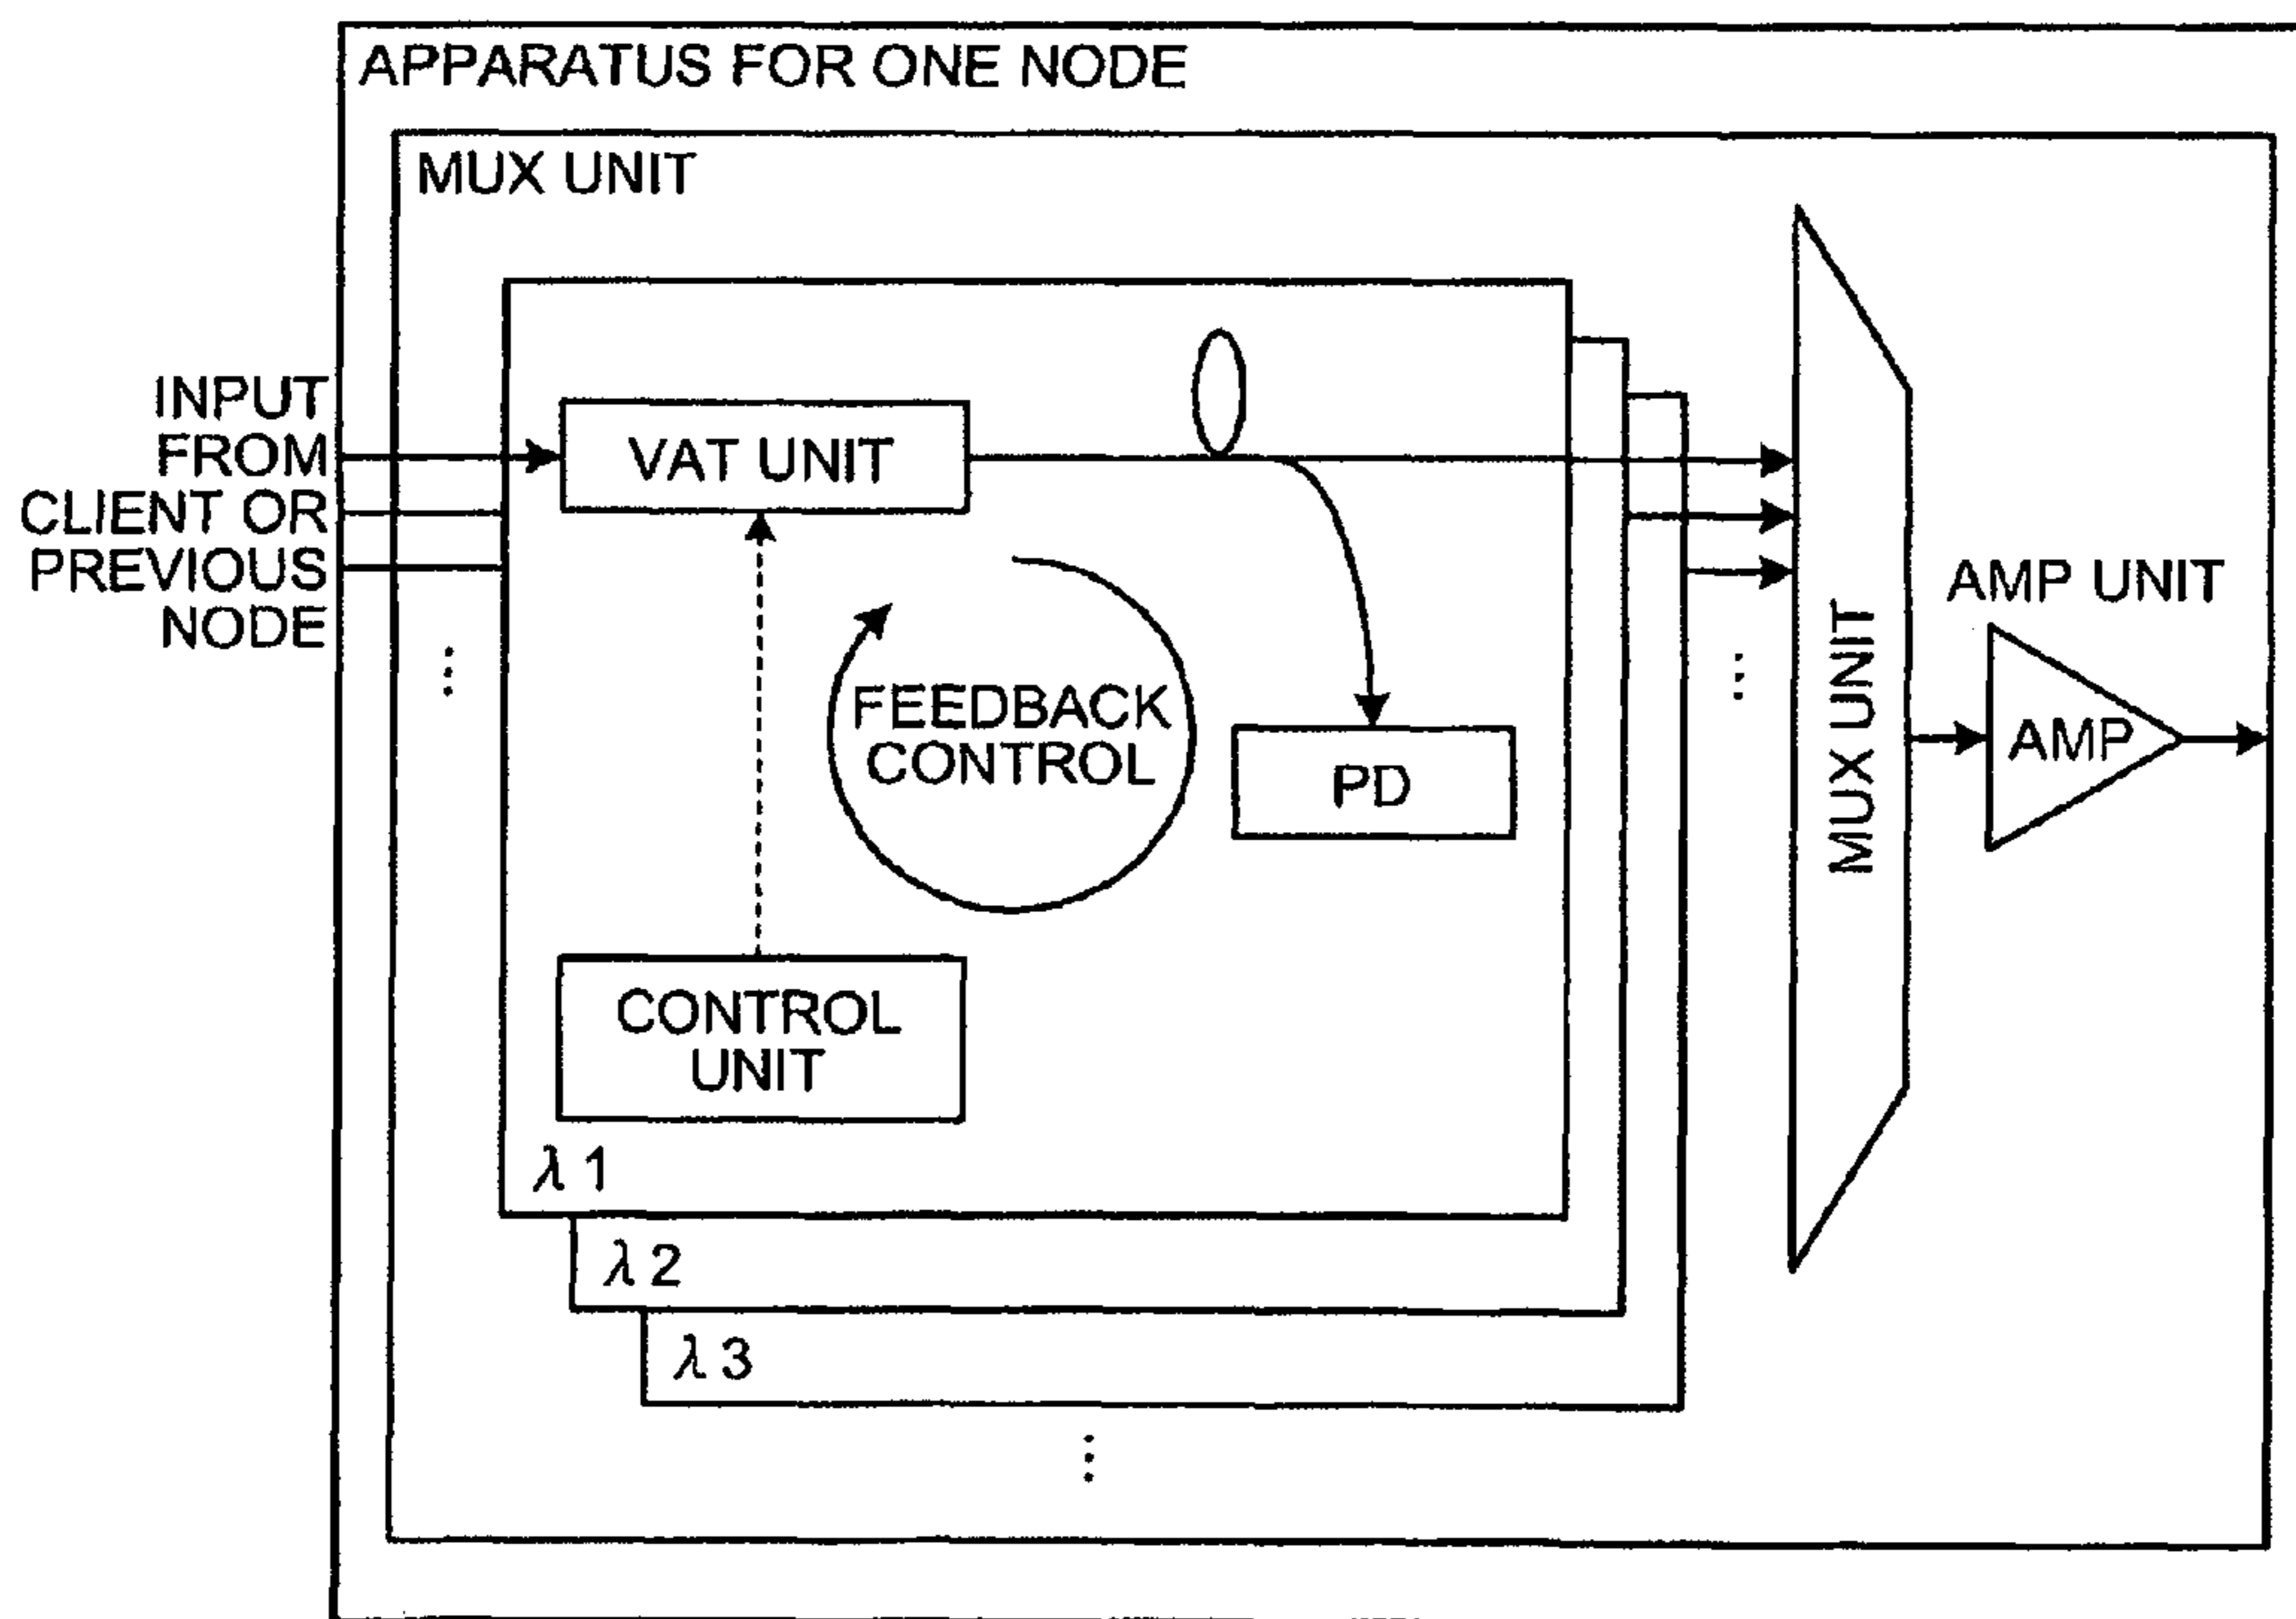 APPARATUS FOR ONE NODE
MUX UNIT
INPUT
FROM
CLIENT OR
PREVIOUS
NODE
VAT UNIT
FEEDBACK
CONTROL
PD
CONTROL
UNIT
λ1
λ2
λ3
MUX UNIT
AMP UNIT
AMP